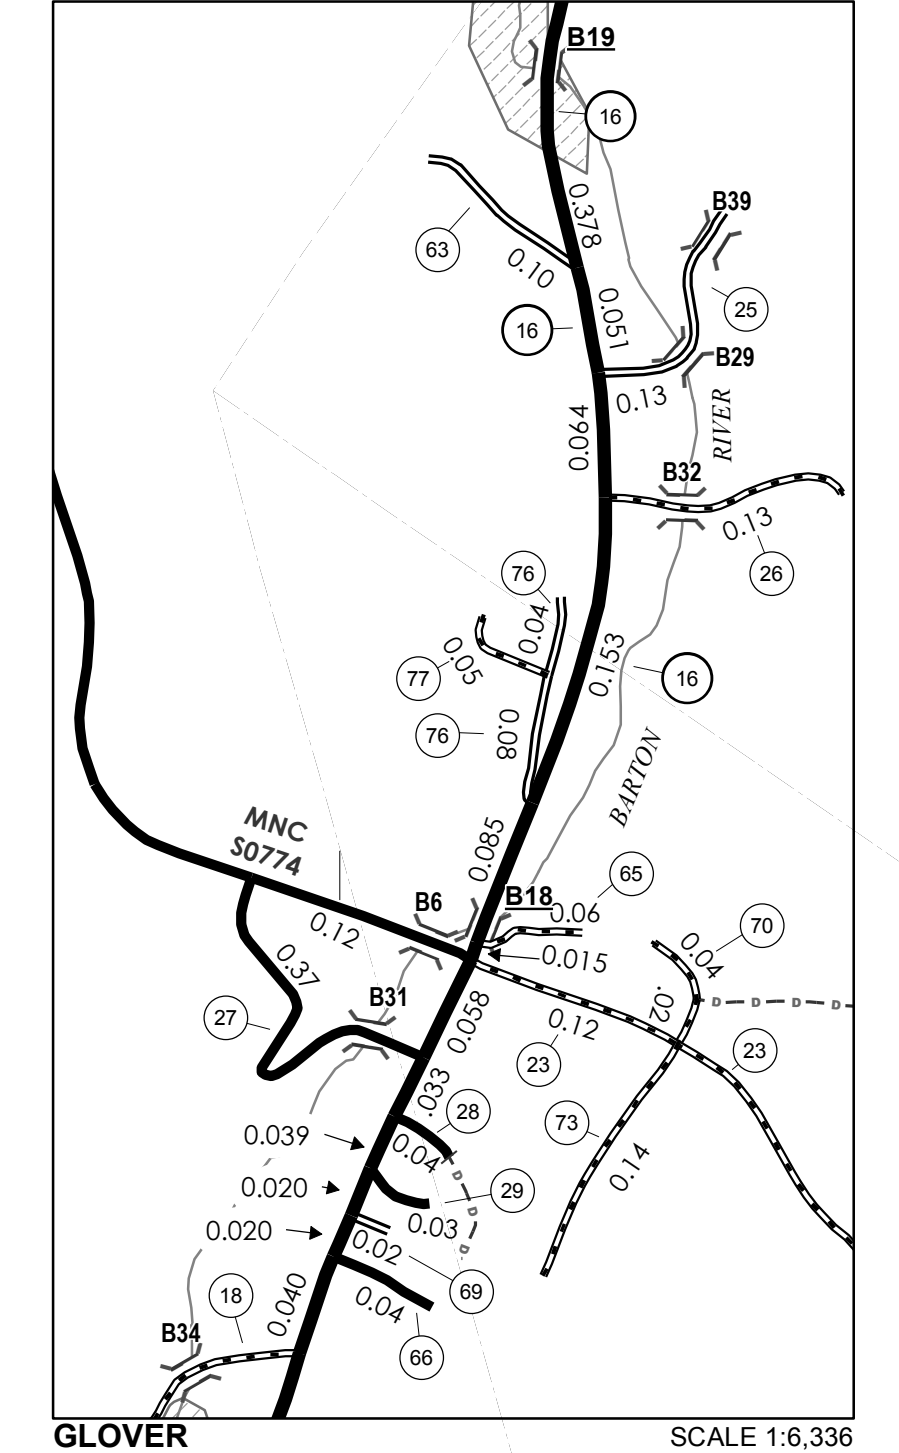 B19
16
0.378
B39
63
0.10
25
16
0.051
B29
0.13
RIVER
0.064
B32
0.13
26
76
0.04
77
0.05
0.153
16
76
0.08
BARTON
MNC
S0774
0.085
65
B6
B18
0.06
0.12
0.015
70
0.04
0.37
B31
.02
27
0.058
0.12
23
23
.033
28
73
0.039
0.04
0.14
0.020
29
0.03
0.020
0.02
69
18
0.040
0.04
B34
66
D
D
D
D
D
D
D
GLOVER
SCALE 1:6,336